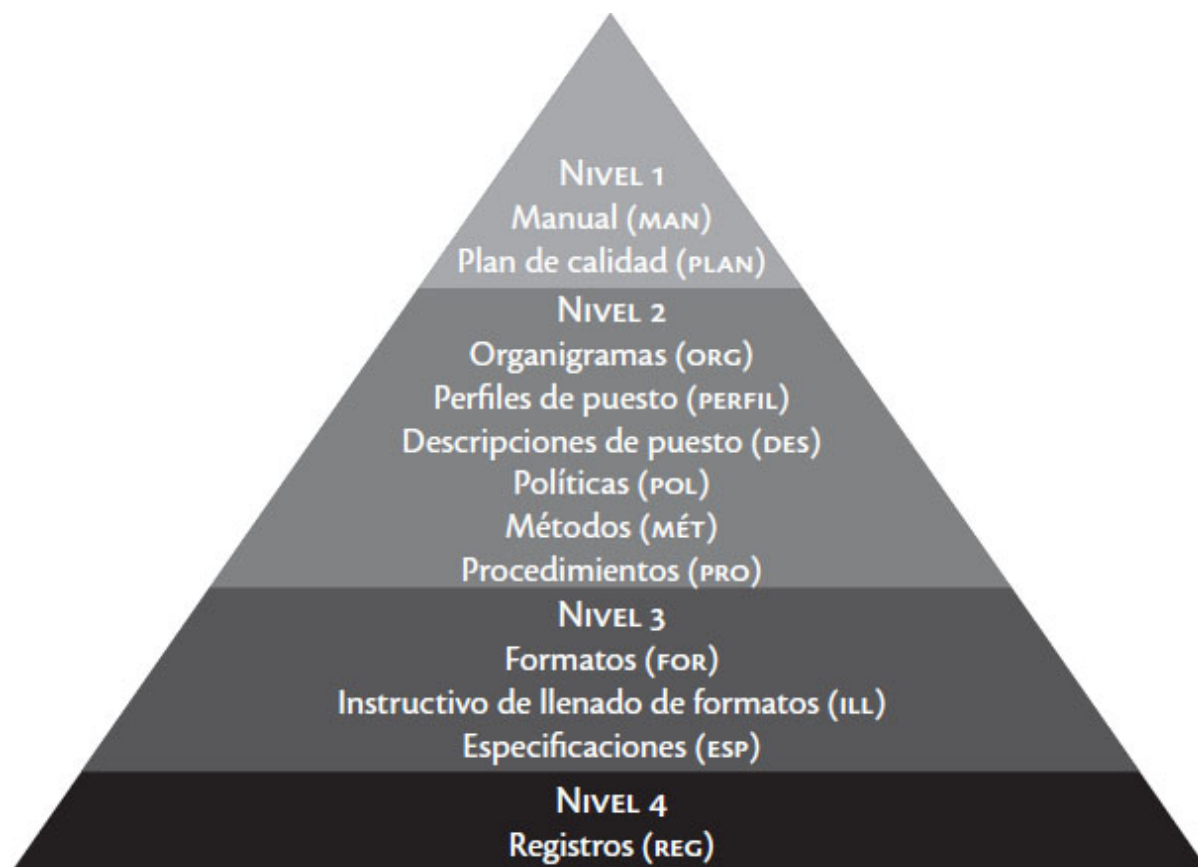 Nivel 1
Manual (man)
Plan de calidad (plan)
Nivel 2
Organigramas (org)
Perfiles de puesto (perfil)
Descripciones de puesto (des)
Políticas (pol)
Métodos (mét)
Procedimientos (pro)
Nivel 3
Formatos (for)
Instructivo de llenado de formatos (ill)
Especificaciones (esp)
Nivel 4
Registros (reg)